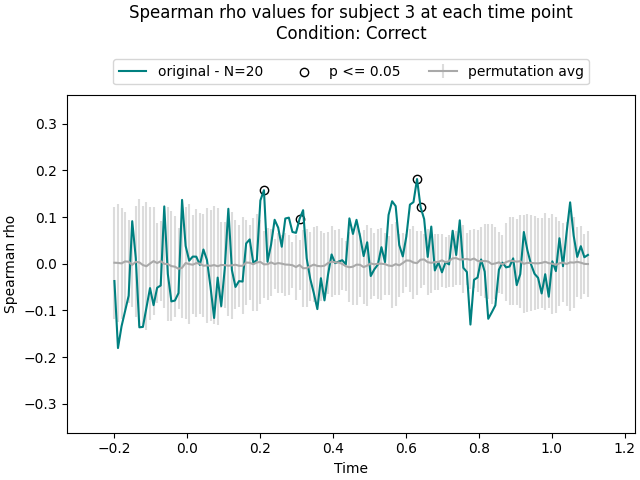 Spearman rho values for subject 3 at each time point
Condition: Correct
original - N=20 p <= 0.05 permutation avg
0.3
0.2
0.1
0.0
−0.1
−0.2
−0.3
Spearman rho
−0.2 0.0 0.2 0.4 0.6 0.8 1.0 1.2
Time